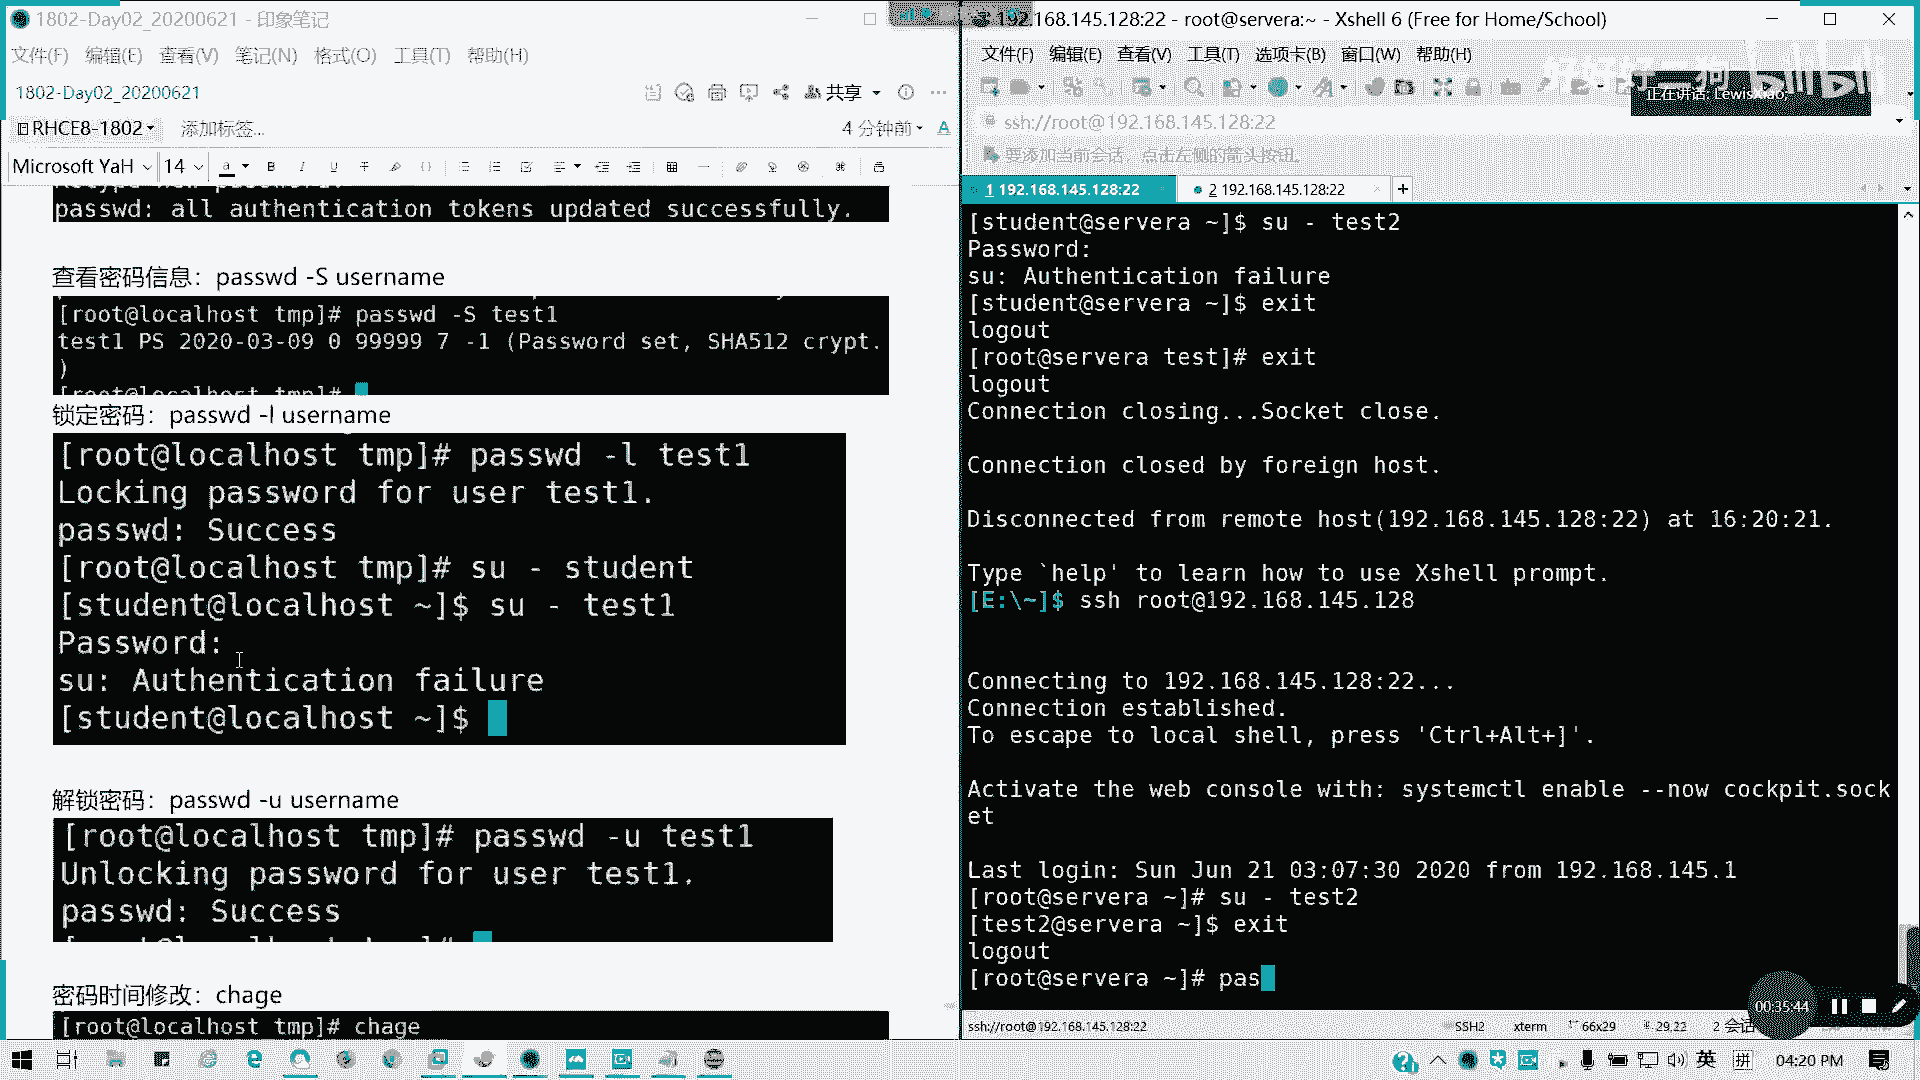 1802-Day02_20200621 - 印象笔记
文件(F) 编辑(E) 查看(V) 笔记(N) 格式(O) 工具(T) 帮助(H)
1802-Day02_20200621
共享
RHCE8-1802 添加标签...
4 分钟前
Microsoft YaH 14
passwd: all authentication tokens updated successfully.
查看密码信息：passwd -S username
[root@localhost tmp]# passwd -S test1
test1 PS 2020-03-09 0 99999 7 -1 (Password set, SHA512 crypt.
)
[root@localhost tmp]#
锁定密码：passwd -l username
[root@localhost tmp]# passwd -l test1
Locking password for user test1.
passwd: Success
[root@localhost tmp]# su - student
[student@localhost ~]$ su - test1
Password:
su: Authentication failure
[student@localhost ~]$
解锁密码：passwd -u username
[root@localhost tmp]# passwd -u test1
Unlocking password for user test1.
passwd: Success
密码时间修改：chage
[root@localhost tmp]# chage
192.168.145.128:22 - root@servera:~ - Xshell 6 (Free for Home/School)
文件(F) 编辑(E) 查看(V) 工具(T) 选项卡(B) 窗口(W) 帮助(H)
正在讲话: LewisXiao;
ssh://root@192.168.145.128:22
要添加当前会话，点击左侧的箭头按钮。
1 192.168.145.128:22
2 192.168.145.128:22
[student@servera ~]$ su - test2
Password:
su: Authentication failure
[student@servera ~]$ exit
logout
[root@servera test]# exit
logout
Connection closing...Socket close.
Connection closed by foreign host.
Disconnected from remote host(192.168.145.128:22) at 16:20:21.
Type `help' to learn how to use Xshell prompt.
[E:\~]$ ssh root@192.168.145.128
Connecting to 192.168.145.128:22...
Connection established.
To escape to local shell, press 'Ctrl+Alt+]'.
Activate the web console with: systemctl enable --now cockpit.sock
et
Last login: Sun Jun 21 03:07:30 2020 from 192.168.145.1
[root@servera ~]# su - test2
[test2@servera ~]$ exit
logout
[root@servera ~]# pas
00:35:44
ssh://root@192.168.145.128:22 SSH2 xterm 66x29 29,22 2 会话
英 拼 04:20 PM